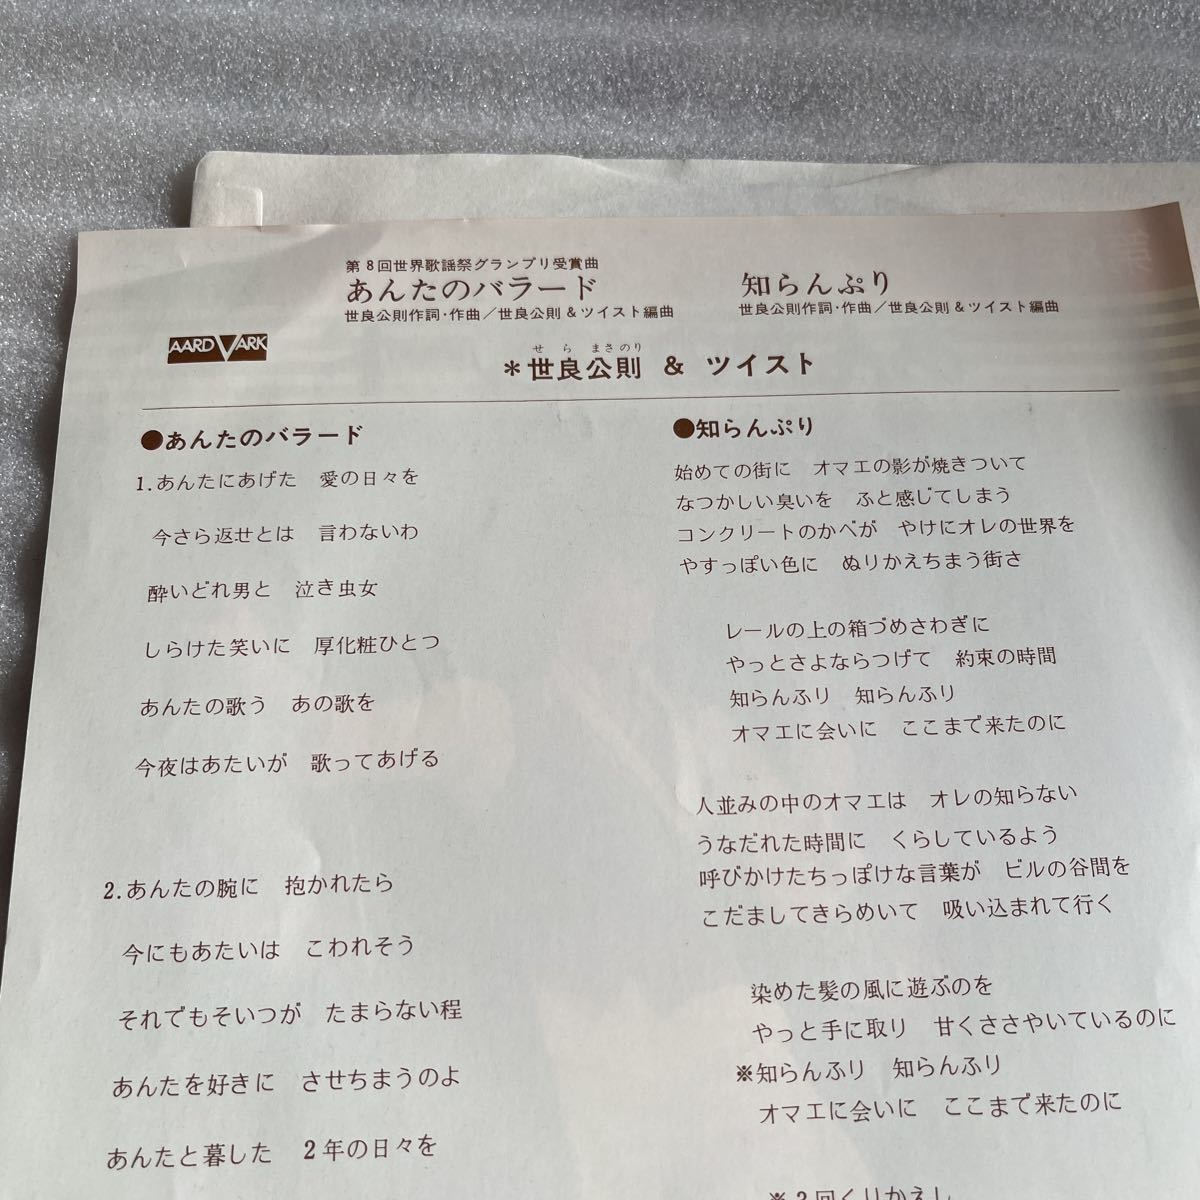 第8回世界歌謡祭グランプリ受賞曲
あんたのバラード
世良公則作詞・作曲／世良公則＆ツイスト編曲
知らんぷり
世良公則作詞・作曲／世良公則＆ツイスト編曲
AARD VARK
せら まさのり
＊世良公則 ＆ ツイスト
●あんたのバラード
1.あんたにあげた　愛の日々を
今さら返せとは　言わないわ
酔いどれ男と　泣き虫女
しらけた笑いに　厚化粧ひとつ
あんたの歌う　あの歌を
今夜はあたいが　歌ってあげる
2.あんたの腕に　抱かれたら
今にもあたいは　こわれそう
それでもそいつが　たまらない程
あんたを好きに　させちまうのよ
あんたと暮した　2年の日々を
●知らんぷり
始めての街に　オマエの影が焼きついて
なつかしい臭いを　ふと感じてしまう
コンクリートのかべが　やけにオレの世界を
やすっぽい色に　ぬりかえちまう街さ
レールの上の箱づめさわぎに
やっとさよならつげて　約束の時間
知らんふり　知らんふり
オマエに会いに　ここまで来たのに
人並みの中のオマエは　オレの知らない
うなだれた時間に　くらしているよう
呼びかけたちっぽけな言葉が　ビルの谷間を
こだましてきらめいて　吸い込まれて行く
染めた髪の風に遊ぶのを
やっと手に取り　甘くささやいているのに
※知らんふり　知らんふり
オマエに会いに　ここまで来たのに
※2回くりかえし